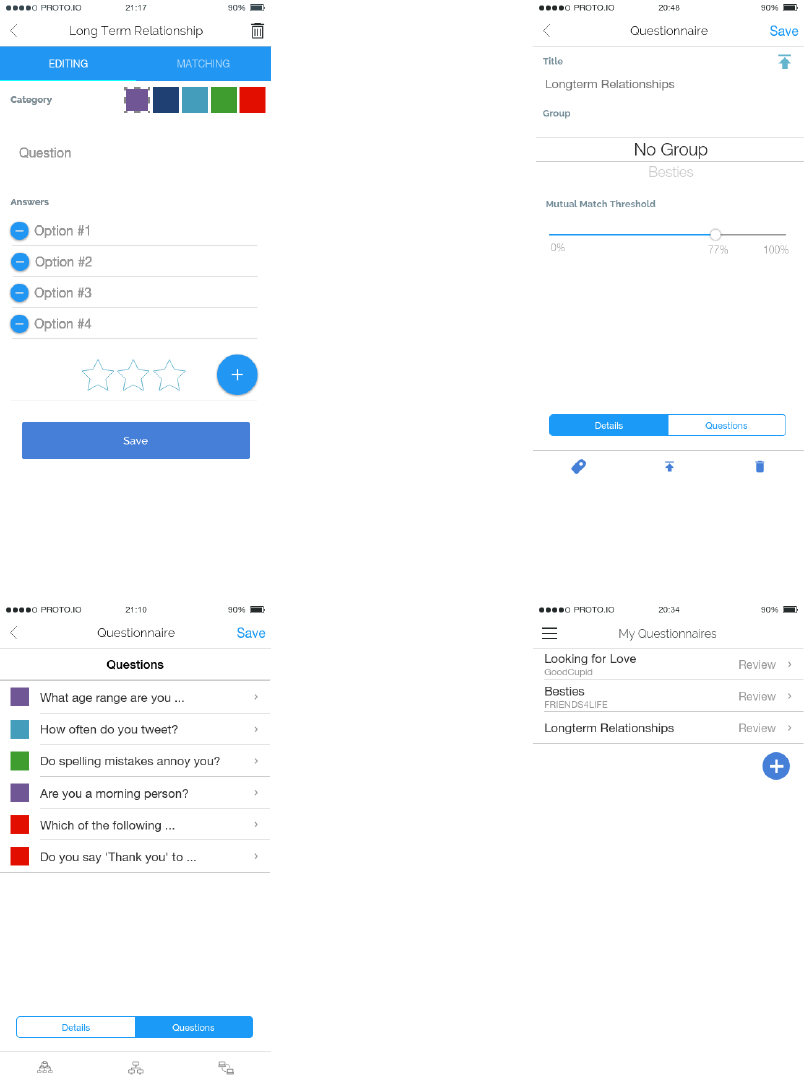 PROTO.IO 21:17 90%
Long Term Relationship
EDITING MATCHING
Category
Question
Answers
Option #1
Option #2
Option #3
Option #4
Save
PROTO.IO 20:48 90%
Questionnaire Save
Title
Longterm Relationships
Group
No Group
Besties
Mutual Match Threshold
0% 77% 100%
Details Questions
PROTO.IO 21:10 90%
Questionnaire Save
Questions
What age range are you ...
How often do you tweet?
Do spelling mistakes annoy you?
Are you a morning person?
Which of the following ...
Do you say 'Thank you' to ...
Details Questions
PROTO.IO 20:34 90%
My Questionnaires
Looking for Love Review
GoodCupid
Besties Review
FRIENDS4LIFE
Longterm Relationships Review